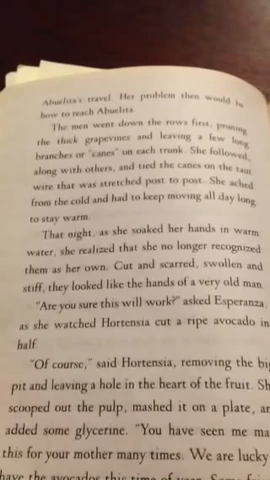 Abuelita's travel. Her problem then would be
how to reach Abuelita.
The men went down the rows first, pruning
the thick grapevines and leaving a few long
branches or "canes" on each trunk. She followed,
along with others, and tied the canes on the taut
wire that was stretched post to post. She ached
from the cold and had to keep moving all day long
to stay warm.
That night, as she soaked her hands in warm
water, she realized that she no longer recognized
them as her own. Cut and scarred, swollen and
stiff, they looked like the hands of a very old man.
"Are you sure this will work?" asked Esperanza,
as she watched Hortensia cut a ripe avocado in
half.
"Of course," said Hortensia, removing the big
pit and leaving a hole in the heart of the fruit. Sh
scooped out the pulp, mashed it on a plate, an
added some glycerine. "You have seen me ma
this for your mother many times. We are lucky
have the avocados this time of year. Some